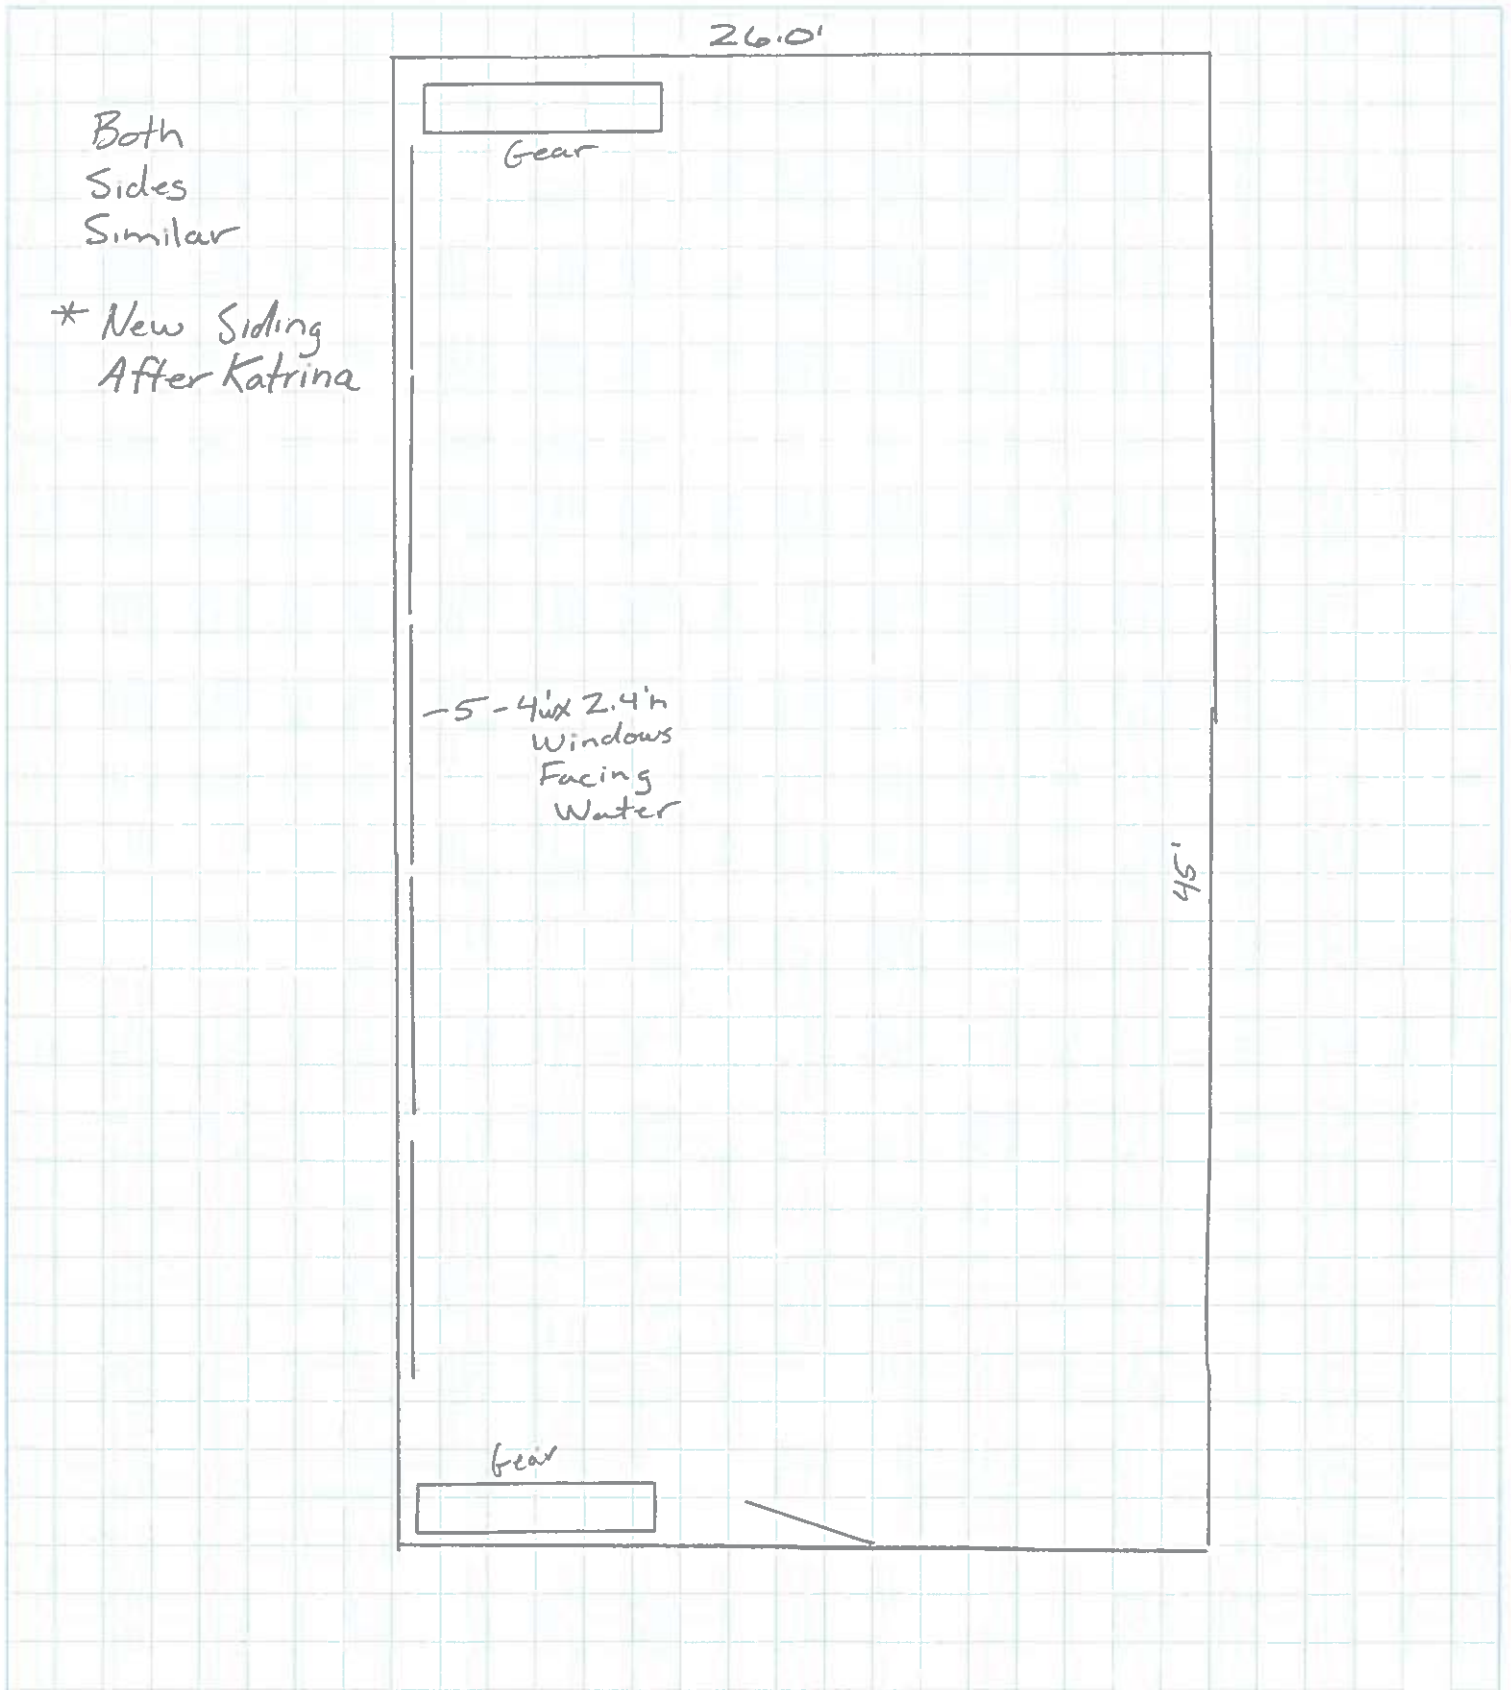 26.0'
Both
Sides
Similar
Gear
* New Siding
After Katrina
-5-4'wx 2.4'h
Windows
Facing
Water
45'
Gear